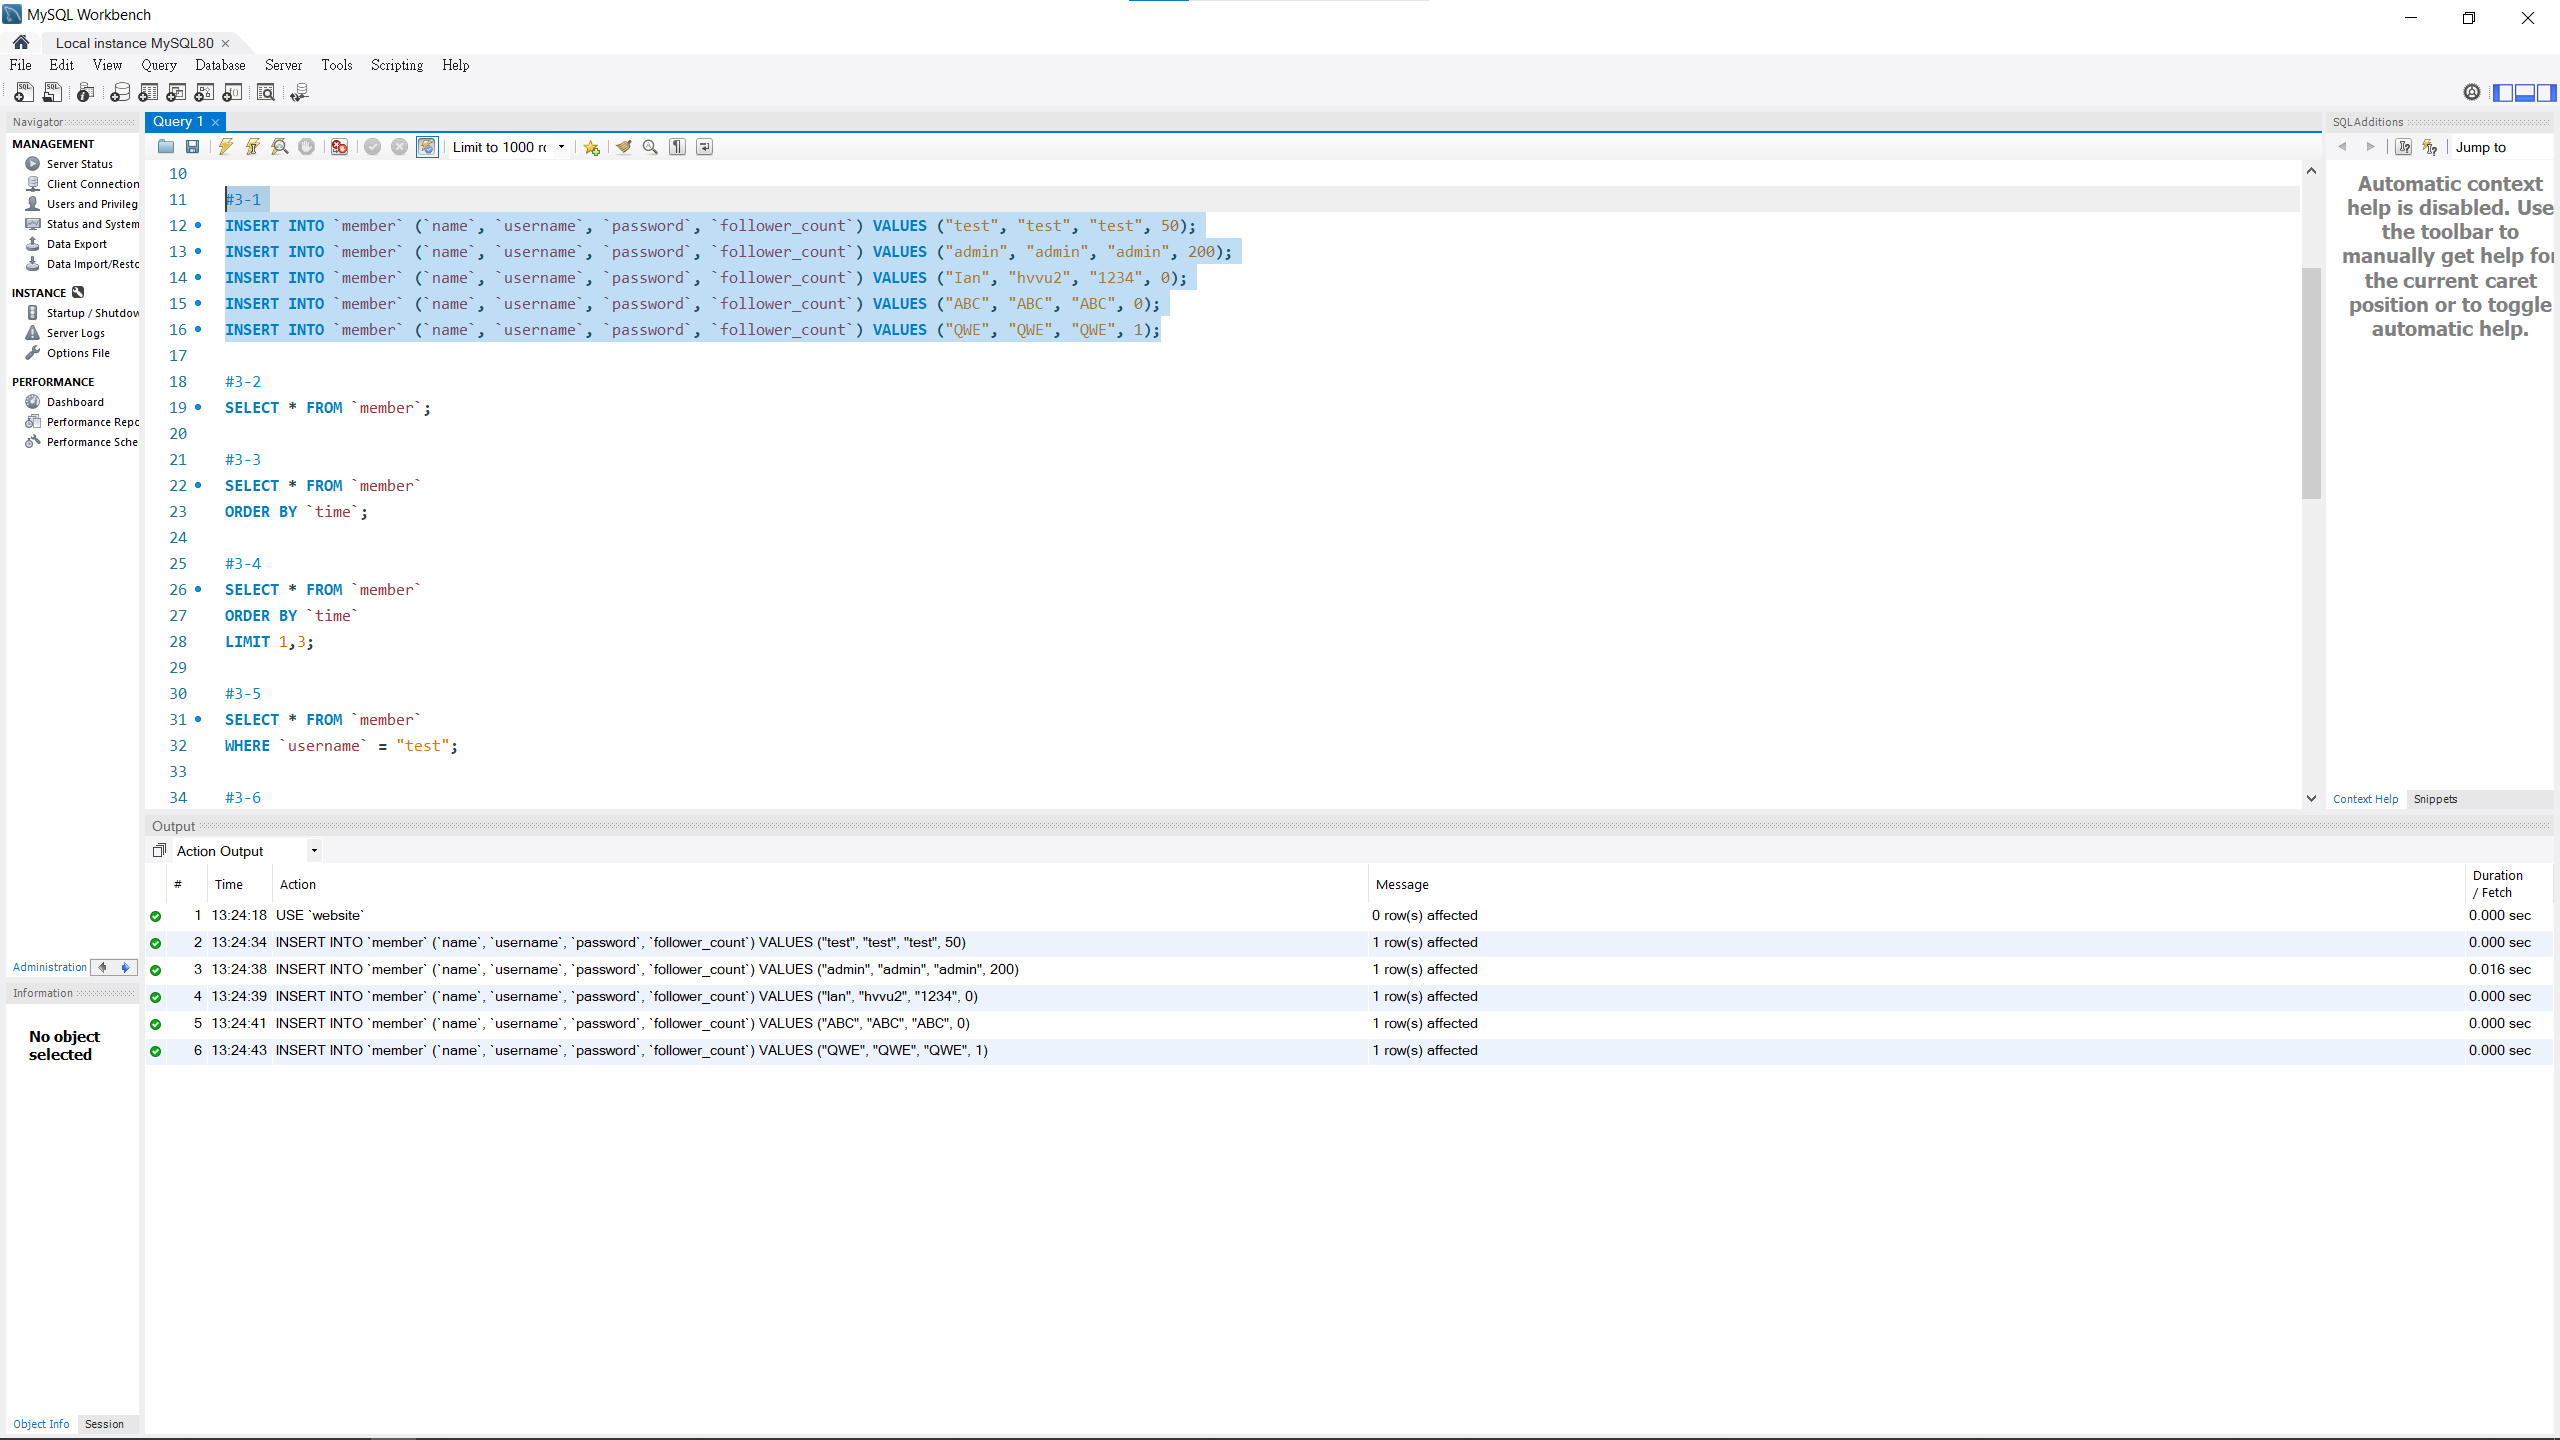 MySQL Workbench
Local instance MySQL80
File Edit View Query Database Server Tools Scripting Help
Navigator
MANAGEMENT
Server Status
Client Connection
Users and Privileg
Status and System
Data Export
Data Import/Resto
INSTANCE
Startup / Shutdow
Server Logs
Options File
PERFORMANCE
Dashboard
Performance Repo
Performance Sche
Administration
Information
No object
selected
Object Info Session
Query 1
Limit to 1000 ro
10
11 #3-1
12 INSERT INTO `member` (`name`, `username`, `password`, `follower_count`) VALUES ("test", "test", "test", 50);
13 INSERT INTO `member` (`name`, `username`, `password`, `follower_count`) VALUES ("admin", "admin", "admin", 200);
14 INSERT INTO `member` (`name`, `username`, `password`, `follower_count`) VALUES ("Ian", "hvvu2", "1234", 0);
15 INSERT INTO `member` (`name`, `username`, `password`, `follower_count`) VALUES ("ABC", "ABC", "ABC", 0);
16 INSERT INTO `member` (`name`, `username`, `password`, `follower_count`) VALUES ("QWE", "QWE", "QWE", 1);
17
18 #3-2
19 SELECT * FROM `member`;
20
21 #3-3
22 SELECT * FROM `member`
23 ORDER BY `time`;
24
25 #3-4
26 SELECT * FROM `member`
27 ORDER BY `time`
28 LIMIT 1,3;
29
30 #3-5
31 SELECT * FROM `member`
32 WHERE `username` = "test";
33
34 #3-6
SQLAdditions
Jump to
Automatic context
help is disabled. Use
the toolbar to
manually get help for
the current caret
position or to toggle
automatic help.
Context Help Snippets
Output
Action Output
# Time Action Message Duration / Fetch
1 13:24:18 USE `website` 0 row(s) affected 0.000 sec
2 13:24:34 INSERT INTO `member` (`name`, `username`, `password`, `follower_count`) VALUES ("test", "test", "test", 50) 1 row(s) affected 0.000 sec
3 13:24:38 INSERT INTO `member` (`name`, `username`, `password`, `follower_count`) VALUES ("admin", "admin", "admin", 200) 1 row(s) affected 0.016 sec
4 13:24:39 INSERT INTO `member` (`name`, `username`, `password`, `follower_count`) VALUES ("Ian", "hvvu2", "1234", 0) 1 row(s) affected 0.000 sec
5 13:24:41 INSERT INTO `member` (`name`, `username`, `password`, `follower_count`) VALUES ("ABC", "ABC", "ABC", 0) 1 row(s) affected 0.000 sec
6 13:24:43 INSERT INTO `member` (`name`, `username`, `password`, `follower_count`) VALUES ("QWE", "QWE", "QWE", 1) 1 row(s) affected 0.000 sec